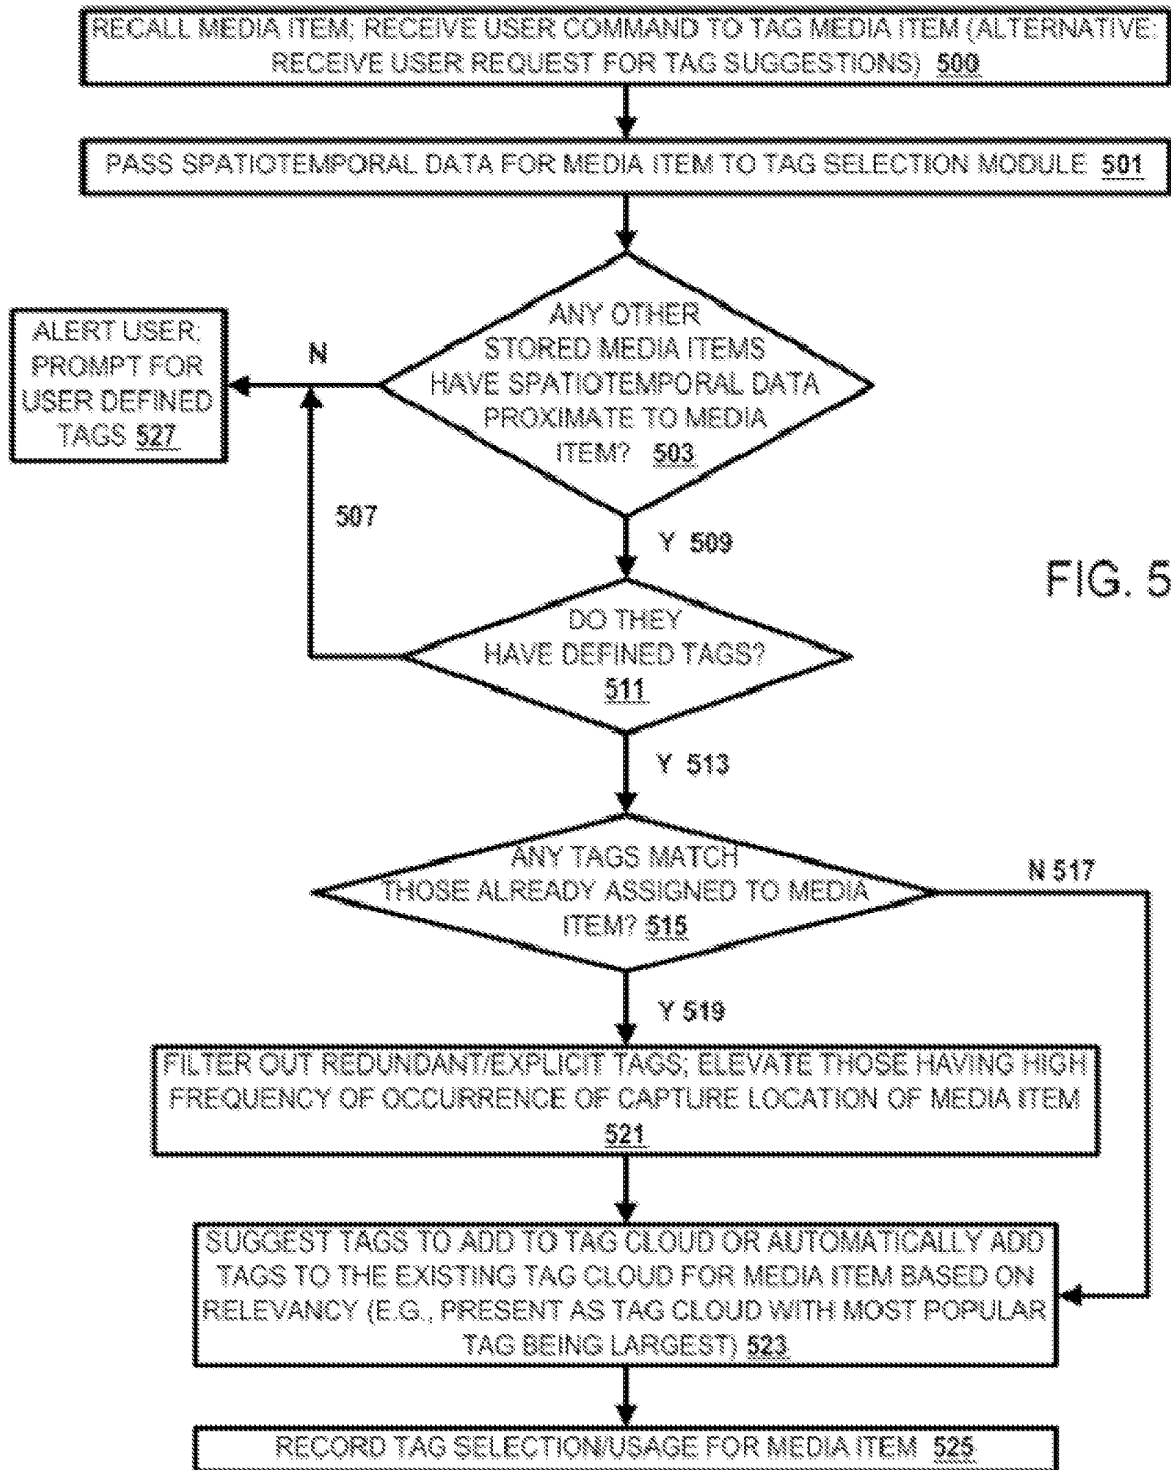 RECALL MEDIA ITEM; RECEIVE USER COMMAND TO TAG MEDIA ITEM (ALTERNATIVE:
RECEIVE USER REQUEST FOR TAG SUGGESTIONS) 500
PASS SPATIOTEMPORAL DATA FOR MEDIA ITEM TO TAG SELECTION MODULE 501
ANY OTHER
STORED MEDIA ITEMS
HAVE SPATIOTEMPORAL DATA
PROXIMATE TO MEDIA
ITEM? 503
N
ALERT USER;
PROMPT FOR
USER DEFINED
TAGS 527
507
Y 509
FIG. 5
DO THEY
HAVE DEFINED TAGS?
511
Y 513
ANY TAGS MATCH
THOSE ALREADY ASSIGNED TO MEDIA
ITEM? 515
N 517
Y 519
FILTER OUT REDUNDANT/EXPLICIT TAGS; ELEVATE THOSE HAVING HIGH
FREQUENCY OF OCCURRENCE OF CAPTURE LOCATION OF MEDIA ITEM
521
SUGGEST TAGS TO ADD TO TAG CLOUD OR AUTOMATICALLY ADD
TAGS TO THE EXISTING TAG CLOUD FOR MEDIA ITEM BASED ON
RELEVANCY (E.G., PRESENT AS TAG CLOUD WITH MOST POPULAR
TAG BEING LARGEST) 523
RECORD TAG SELECTION/USAGE FOR MEDIA ITEM 525